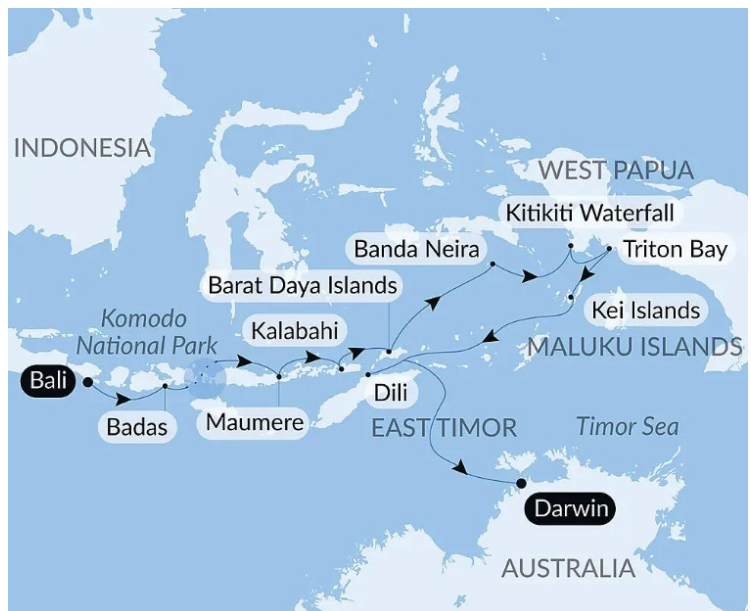 INDONESIA
WEST PAPUA
Kitikiti Waterfall
Banda Neira
Triton Bay
Barat Daya Islands
Komodo
National Park
Kalabahi
Kei Islands
MALUKU ISLANDS
Bali
Badas
Maumere
Dili
EAST TIMOR
Timor Sea
Darwin
AUSTRALIA